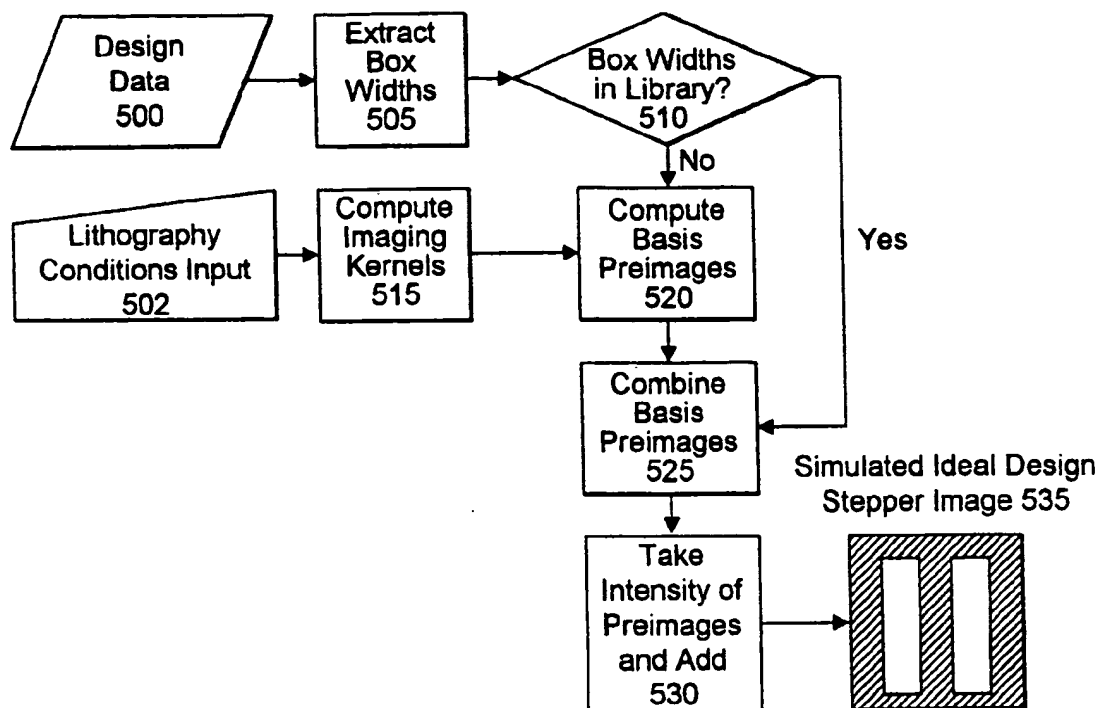 Design
Data
500
Extract
Box
Widths
505
Box Widths
in Library?
510
No
Yes
Lithography
Conditions Input
502
Compute
Imaging
Kernels
515
Compute
Basis
Preimages
520
Combine
Basis
Preimages
525
Simulated Ideal Design
Stepper Image 535
Take
Intensity of
Preimages
and Add
530